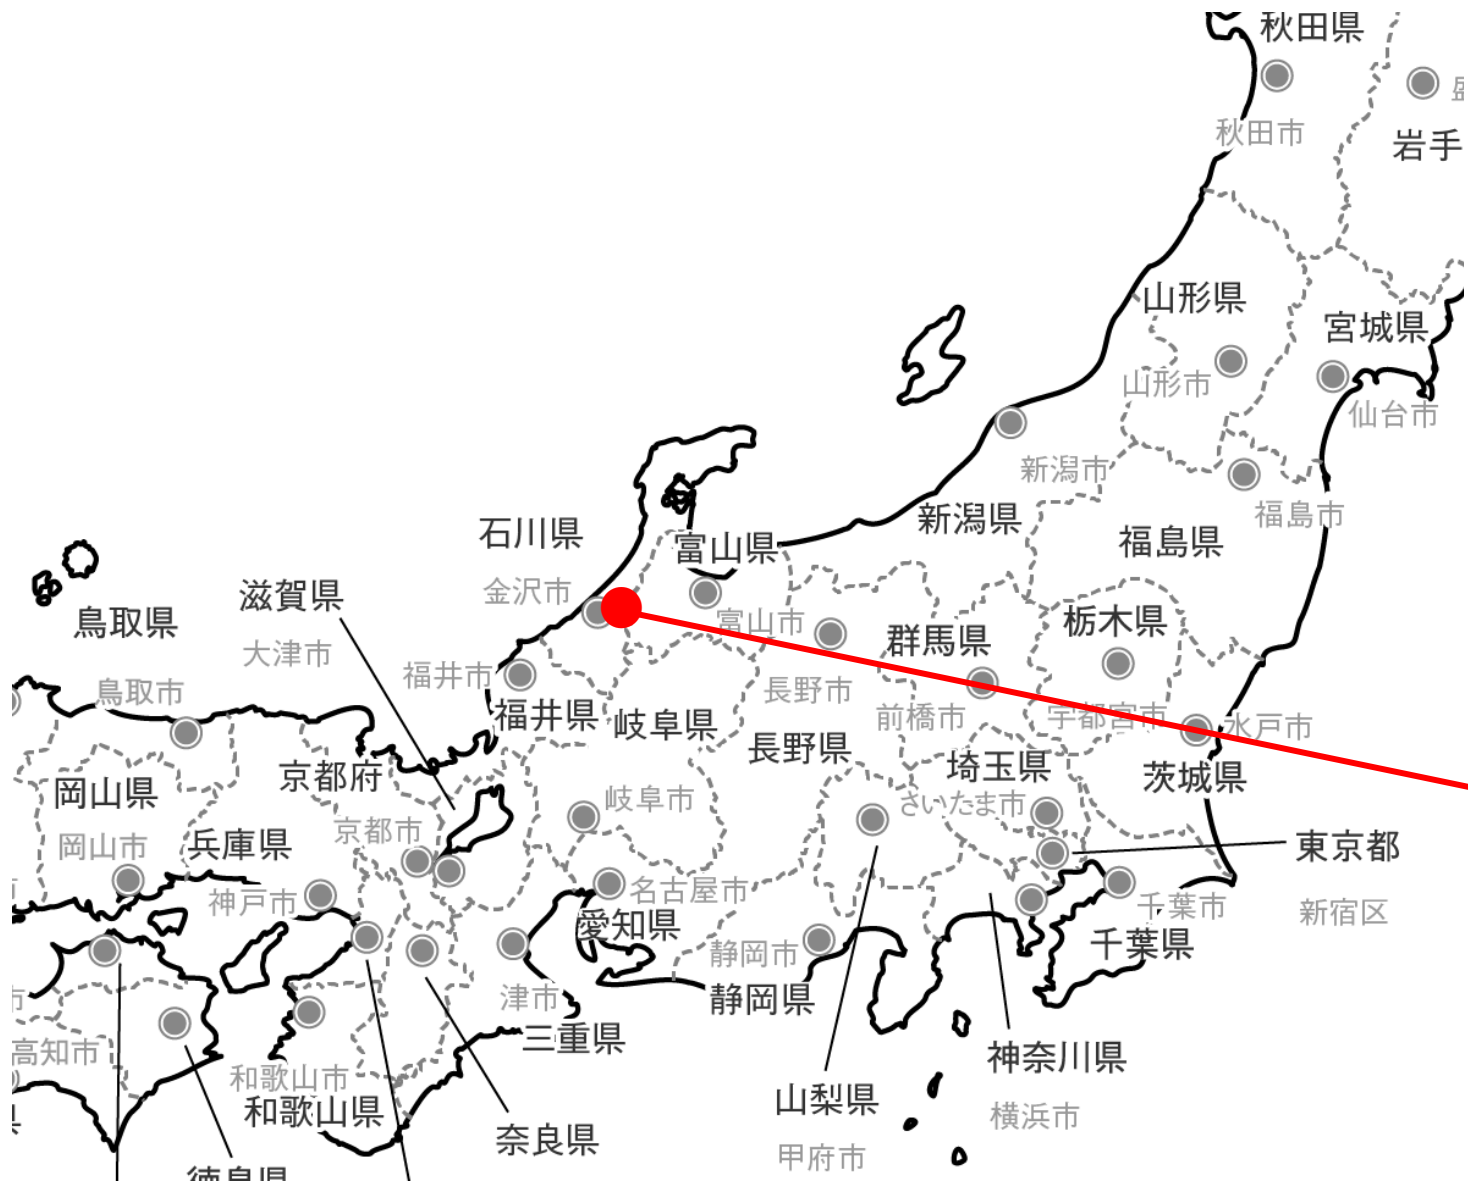 秋田県
秋田市
岩手
山形県
宮城県
山形市
仙台市
新潟市
新潟県
福島市
福島県
石川県
富山県
金沢市
富山市
滋賀県
大津市
鳥取県
鳥取市
福井市
福井県
岐阜県
長野市
長野県
群馬県
前橋市
栃木県
宇都宮市
水戸市
茨城県
埼玉県
さいたま市
岡山県
岡山市
京都府
京都市
兵庫県
神戸市
岐阜市
名古屋市
愛知県
東京都
新宿区
千葉市
千葉県
静岡市
静岡県
津市
三重県
高知市
和歌山市
和歌山県
奈良県
山梨県
甲府市
神奈川県
横浜市
徳島県